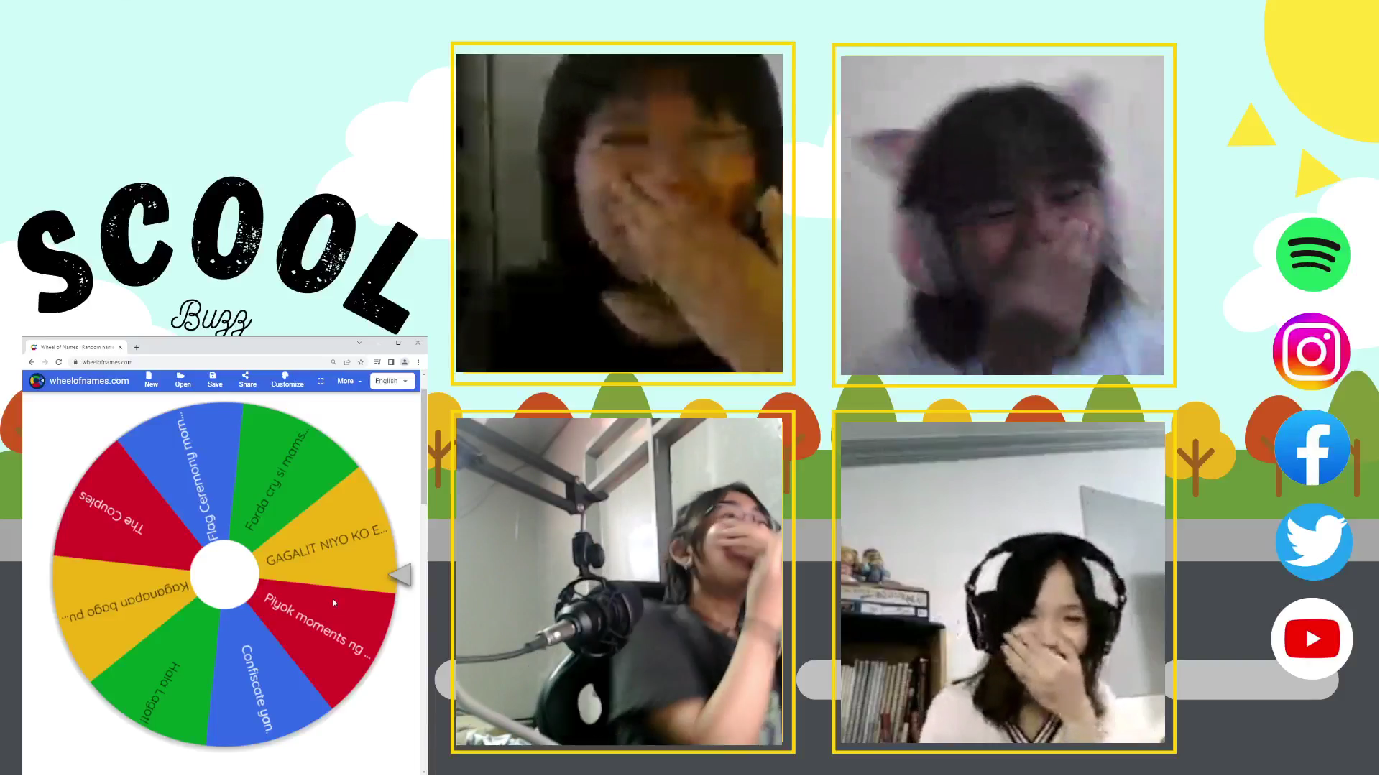 SCOOL
Buzz
Wheel of Names
wheelofnames.com
wheelofnames.com
New
Open
Save
Share
Customize
More
English
Flag Ceremony mom...
Forda cry si mams...
GAGALIT NIYO KO E...
Piyok moments ng ...
Confiscate yan.
Hala Lagot!
Kaganapan bago pu...
The Couples